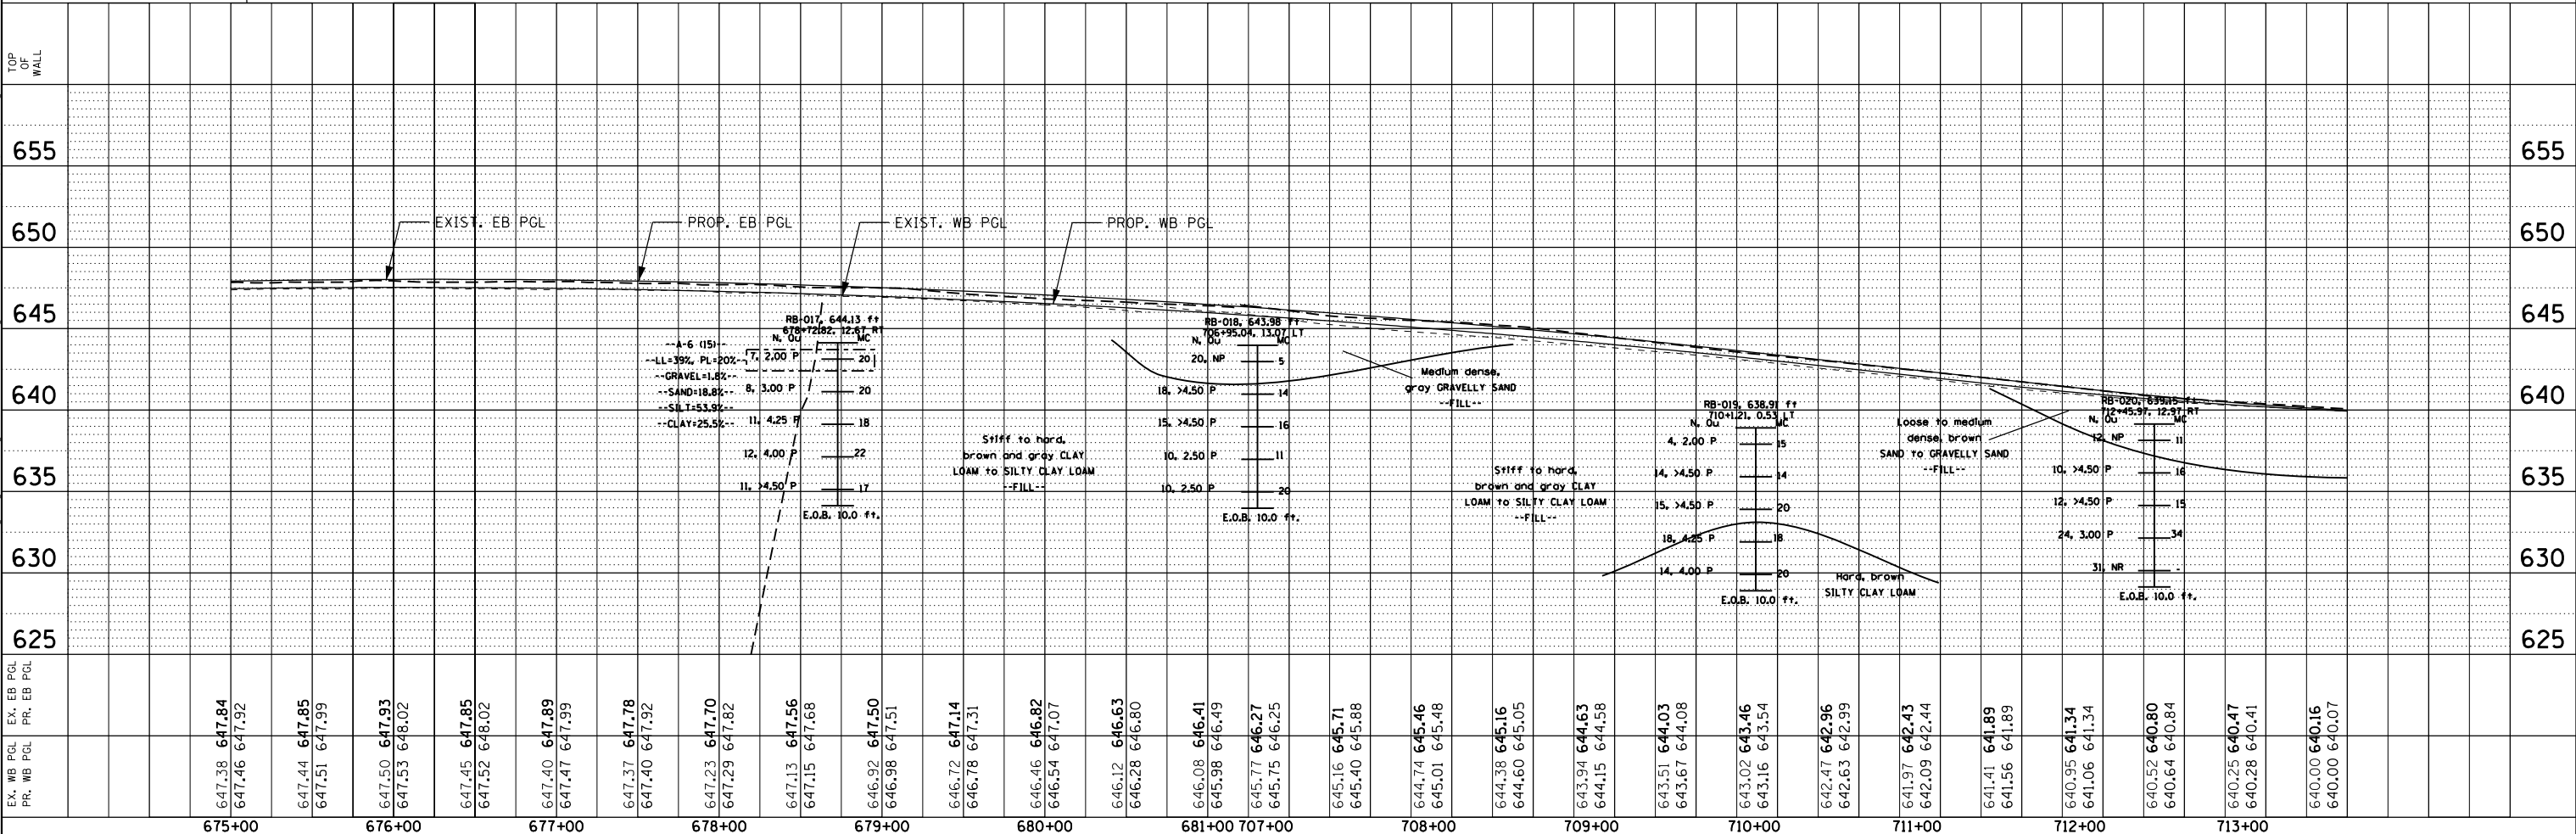 TOP
OF
WALL
655 655
650 650
645 645
640 640
635 635
630 630
625 625
EXIST. EB PGL
PROP. EB PGL
EXIST. WB PGL
PROP. WB PGL
RB-017, 644.13 ft
678+72.82, 12.67 RT
N, Qu MC
7, 2.00 P 20
8, 3.00 P 20
11, 4.25 P 18
12, 4.00 P 22
11, >4.50 P 17
E.O.B. 10.0 ft.
--A-6 (15)--
--LL=39%, PL=20%--
--GRAVEL=1.8%--
--SAND=18.8%--
--SILT=53.9%--
--CLAY=25.5%--
Stiff to hard,
brown and gray CLAY
LOAM to SILTY CLAY LOAM
--FILL--
RB-018, 643.98 ft
706+95.04, 13.07 LT
N, Qu MC
20, NP 5
18, >4.50 P 14
15, >4.50 P 16
10, 2.50 P 11
10, 2.50 P 20
E.O.B. 10.0 ft.
Medium dense,
gray GRAVELLY SAND
--FILL--
Stiff to hard,
brown and gray CLAY
LOAM to SILTY CLAY LOAM
--FILL--
RB-019, 638.91 ft
710+1.21, 0.53 LT
N, Qu MC
4, 2.00 P 15
14, >4.50 P 14
15, >4.50 P 20
18, 4.25 P 18
14, 4.00 P 20
E.O.B. 10.0 ft.
Hard, brown
SILTY CLAY LOAM
Loose to medium
dense, brown
SAND to GRAVELLY SAND
--FILL--
RB-020, 639.15 ft
712+45.97, 12.97 RT
N, Qu MC
12, NP 11
10, >4.50 P 16
12, >4.50 P 15
24, 3.00 P 34
31, NR -
E.O.B. 10.0 ft.
EX. EB PGL 647.84 647.85 647.93 647.85 647.89 647.78 647.70 647.56 647.50 647.14 646.82 646.63 646.41 646.27 645.71 645.46 645.16 644.63 644.03 643.46 642.96 642.43 641.89 641.34 640.80 640.47 640.16
PR. EB PGL 647.92 647.99 648.02 648.02 647.99 647.92 647.82 647.68 647.51 647.31 647.07 646.80 646.49 646.25 645.88 645.48 645.05 644.58 644.08 643.54 642.99 642.44 641.89 641.34 640.84 640.41 640.07
EX. WB PGL 647.38 647.44 647.50 647.45 647.40 647.37 647.23 647.13 646.92 646.72 646.46 646.12 646.08 645.77 645.16 644.74 644.38 643.94 643.51 643.02 642.47 641.97 641.41 640.95 640.52 640.25 640.00
PR. WB PGL 647.46 647.51 647.53 647.52 647.47 647.40 647.29 647.15 646.98 646.78 646.54 646.28 645.98 645.75 645.40 645.01 644.60 644.15 643.67 643.16 642.63 642.09 641.56 641.06 640.64 640.28 640.00
675+00 676+00 677+00 678+00 679+00 680+00 681+00 707+00 708+00 709+00 710+00 711+00 712+00 713+00